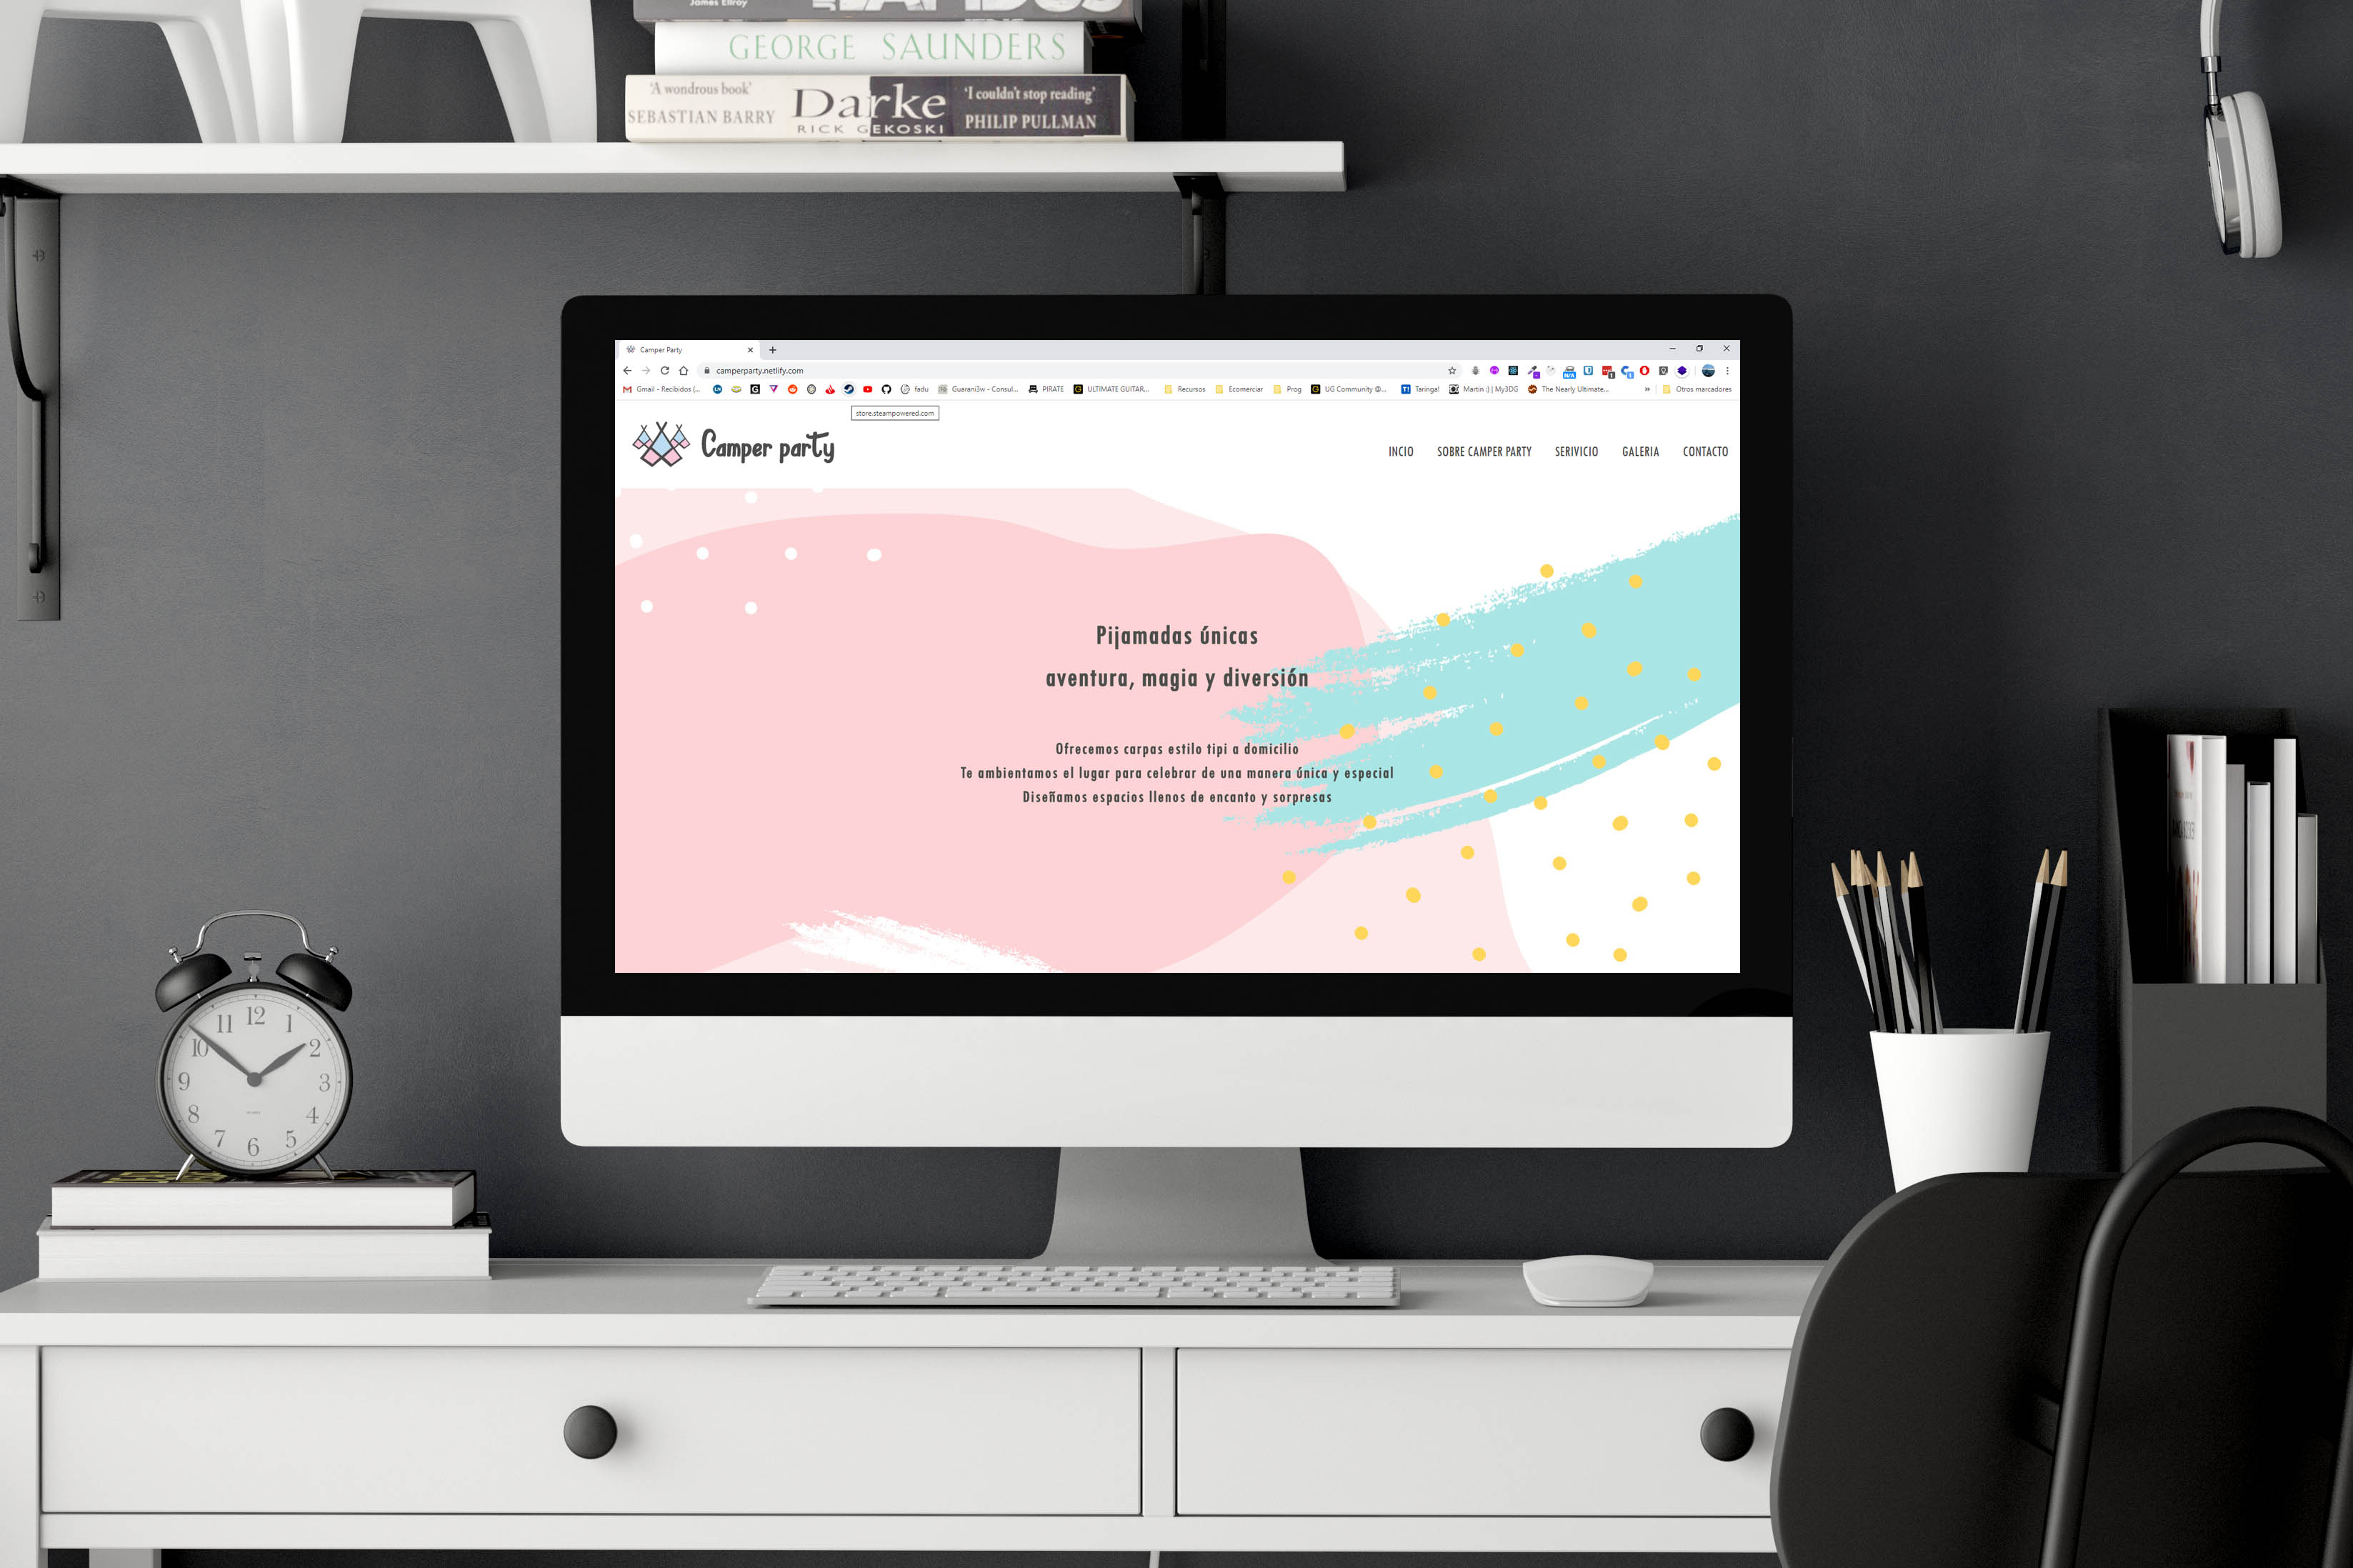 James Ellroy
GEORGE SAUNDERS
'A wondrous book'
SEBASTIAN BARRY
Darke
RICK GEKOSKI
'I couldn't stop reading'
PHILIP PULLMAN
Camper Party
camperparty.netlify.com
Gmail - Recibidos (...
fadu
Guarani3w - Consul...
PIRATE
ULTIMATE GUITAR...
Recursos
Ecomerciar
Prog
UG Community @...
Taringa!
Martin :) | My3DG
The Nearly Ultimate...
Otros marcadores
store.steampowered.com
Camper party
INCIO SOBRE CAMPER PARTY SERIVICIO GALERIA CONTACTO
Pijamadas únicas
aventura, magia y diversión
Ofrecemos carpas estilo tipi a domicilio
Te ambientamos el lugar para celebrar de una manera única y especial
Diseñamos espacios llenos de encanto y sorpresas
12
11 1
10 2
9 3
8 4
7 5
6